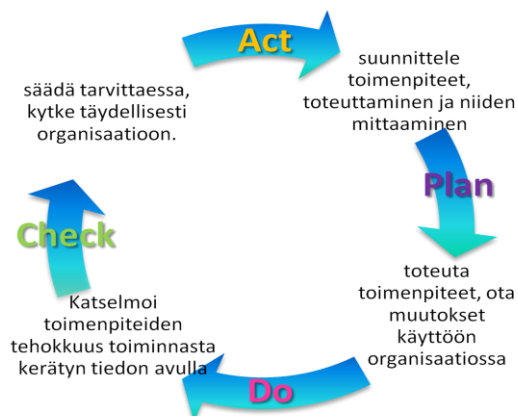 Act
suunnittele
toimenpiteet,
toteuttaminen ja niiden
mittaaminen
Plan
toteuta
toimenpiteet, ota
muutokset
käyttöön
organisaatiossa
Do
Katselmoi
toimenpiteiden
tehokkuus toiminnasta
kerätyn tiedon avulla
Check
säädä tarvittaessa,
kytke täydellisesti
organisaatioon.